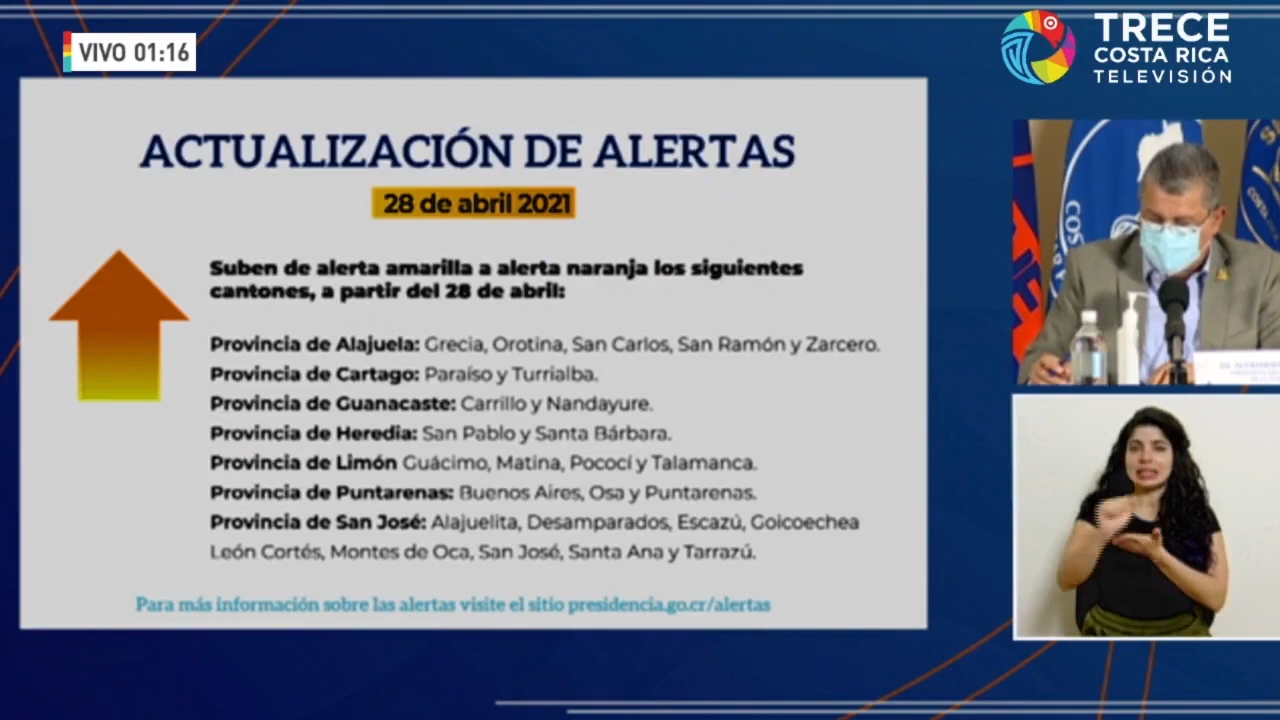 VIVO 01:16
TRECE
COSTA RICA
TELEVISIÓN
ACTUALIZACIÓN DE ALERTAS
28 de abril 2021
Suben de alerta amarilla a alerta naranja los siguientes
cantones, a partir del 28 de abril:
Provincia de Alajuela: Grecia, Orotina, San Carlos, San Ramón y Zarcero.
Provincia de Cartago: Paraíso y Turrialba.
Provincia de Guanacaste: Carrillo y Nandayure.
Provincia de Heredia: San Pablo y Santa Bárbara.
Provincia de Limón Guácimo, Matina, Pococí y Talamanca.
Provincia de Puntarenas: Buenos Aires, Osa y Puntarenas.
Provincia de San José: Alajuelita, Desamparados, Escazú, Goicoechea
León Cortés, Montes de Oca, San José, Santa Ana y Tarrazú.
Para más información sobre las alertas visite el sitio presidencia.go.cr/alertas